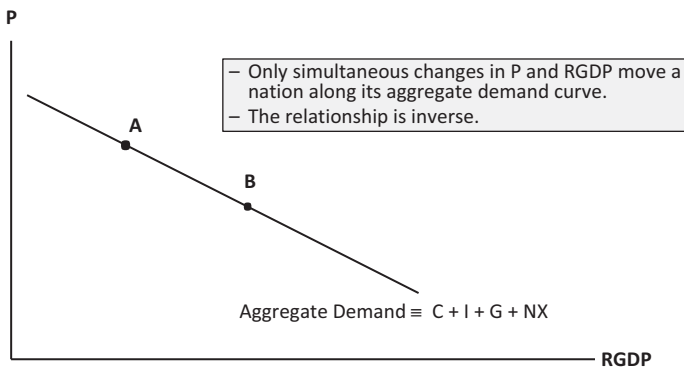 P
– Only simultaneous changes in P and RGDP move a
nation along its aggregate demand curve.
– The relationship is inverse.
A
B
Aggregate Demand ≡ C + I + G + NX
RGDP